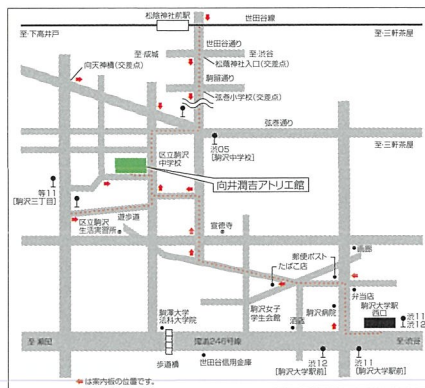 松陰神社前駅
世田谷線
至・下高井戸
至・三軒茶屋
世田谷通り
至・成城
至・渋谷
向天神橋(交差点)
松陰神社入口(交差点)
駒留通り
弦巻小学校(交差点)
弦巻通り
渋05
[駒沢中学校]
至・三軒茶屋
区立駒沢
中学校
向井潤吉アトリエ館
等11
[駒沢三丁目]
遊歩道
区立駒沢
生活実習所
宣徳寺
郵便ポスト
たばこ店
弁当店
駒沢大学駅
西口
駒沢女子
学生会館
駒沢病院
酒店
渋11
渋12
駒澤大学
法科大学院
至・瀬田
国道246号線
至・渋谷
歩道橋
世田谷信用金庫
渋12
[駒沢大学駅前]
渋11
[駒沢大学駅前]
は案内板の位置です。